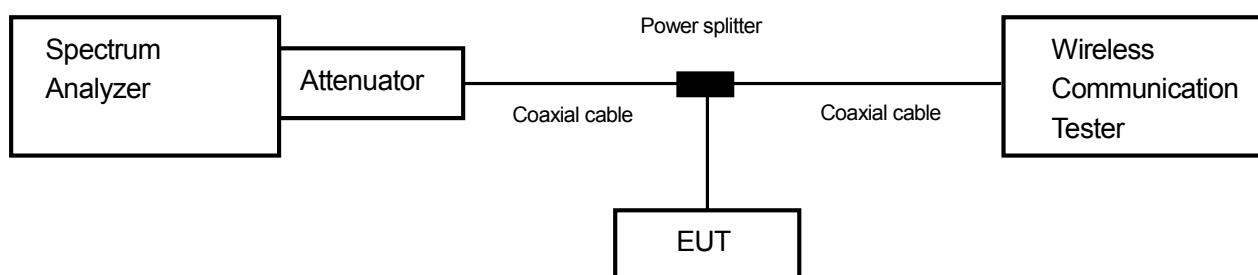 Spectrum
Analyzer
Attenuator
Power splitter
Coaxial cable
Coaxial cable
Wireless
Communication
Tester
EUT